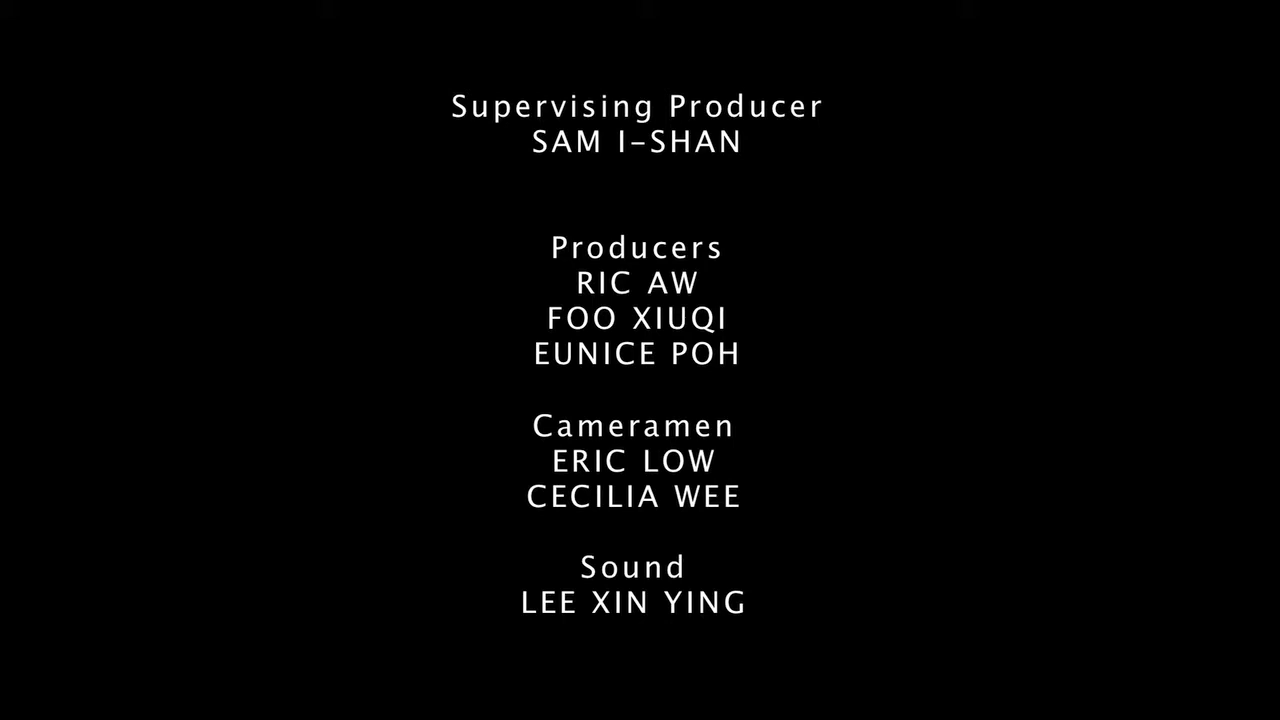 Supervising Producer
SAM I-SHAN
Producers
RIC AW
FOO XIUQI
EUNICE POH
Cameramen
ERIC LOW
CECILIA WEE
Sound
LEE XIN YING